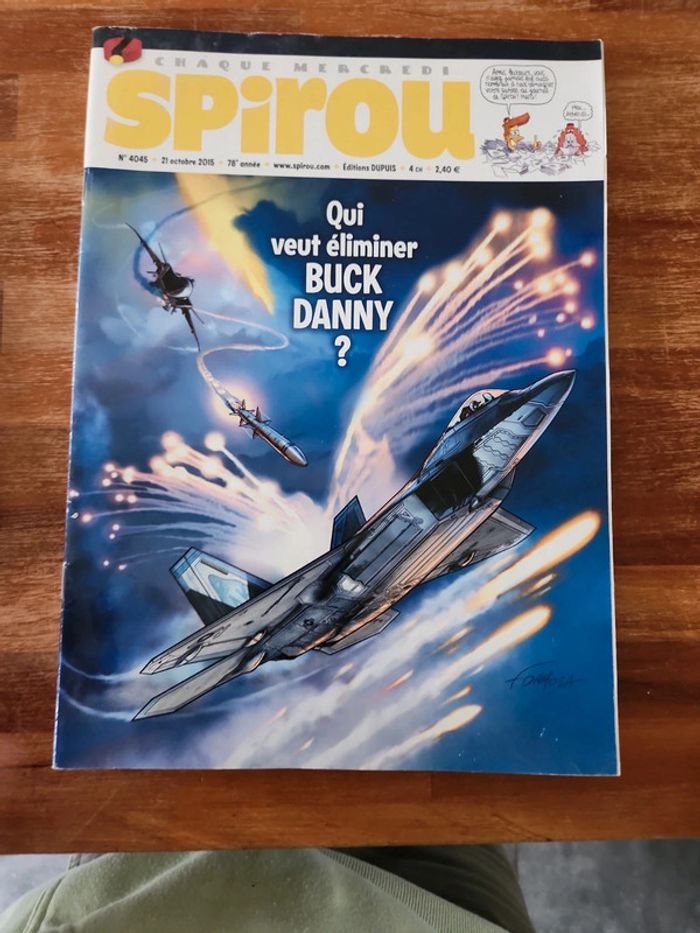 CHAQUE MERCREDI
spirou
N° 4045 ✦ 21 octobre 2015 ✦ 78e année ✦ www.spirou.com ✦ Éditions DUPUIS ✦ 4 CH ✦ 2,40 €
Qui
veut éliminer
BUCK
DANNY
?
FORMOSA